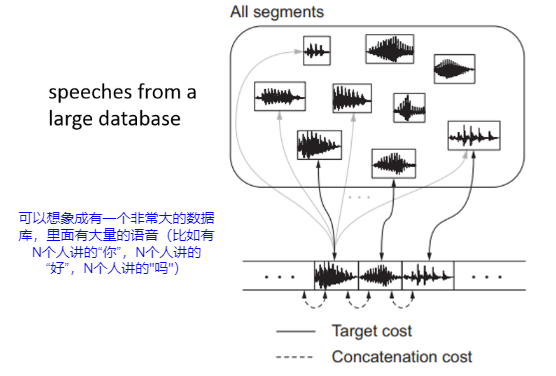 All segments
speeches from a
large database
可以想象成有一个非常大的数据
库，里面有大量的语音（比如有
N个人讲的“你”，N个人讲的
“好”，N个人讲的"吗"）
Target cost
Concatenation cost